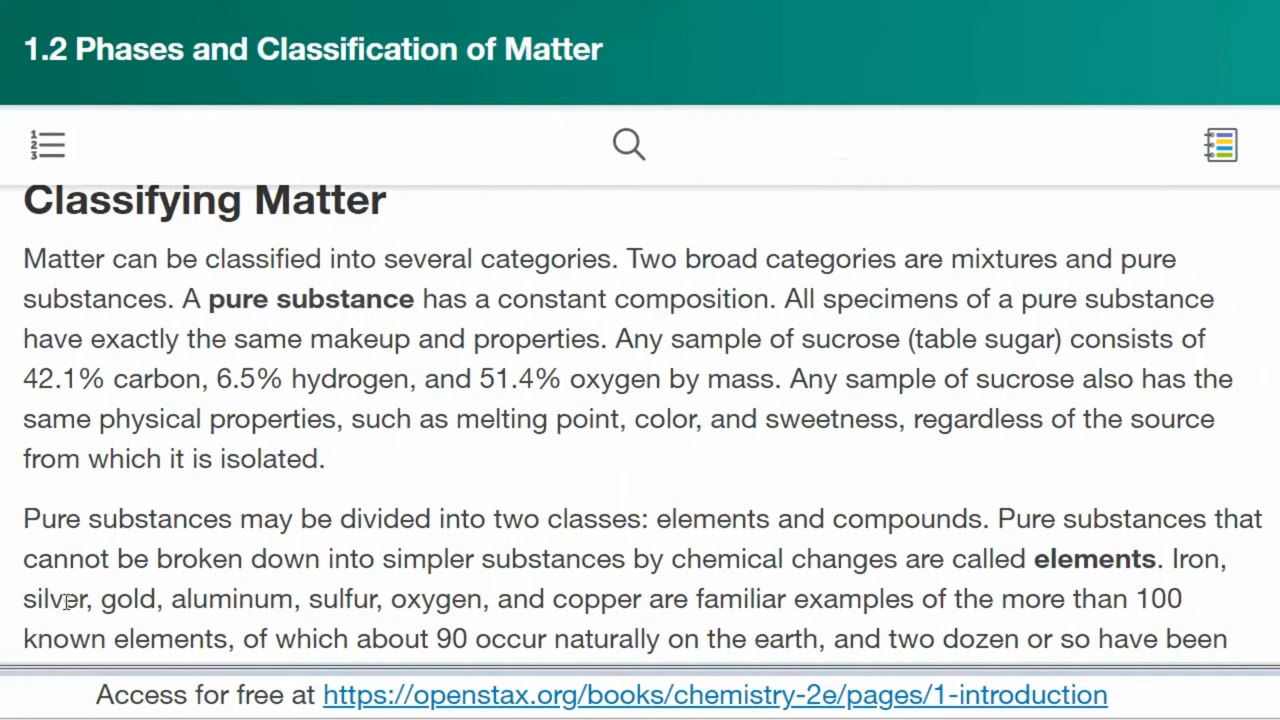 1.2 Phases and Classification of Matter
1
2
3
Classifying Matter
Matter can be classified into several categories. Two broad categories are mixtures and pure
substances. A pure substance has a constant composition. All specimens of a pure substance
have exactly the same makeup and properties. Any sample of sucrose (table sugar) consists of
42.1% carbon, 6.5% hydrogen, and 51.4% oxygen by mass. Any sample of sucrose also has the
same physical properties, such as melting point, color, and sweetness, regardless of the source
from which it is isolated.
Pure substances may be divided into two classes: elements and compounds. Pure substances that
cannot be broken down into simpler substances by chemical changes are called elements. Iron,
silver, gold, aluminum, sulfur, oxygen, and copper are familiar examples of the more than 100
known elements, of which about 90 occur naturally on the earth, and two dozen or so have been
Access for free at https://openstax.org/books/chemistry-2e/pages/1-introduction